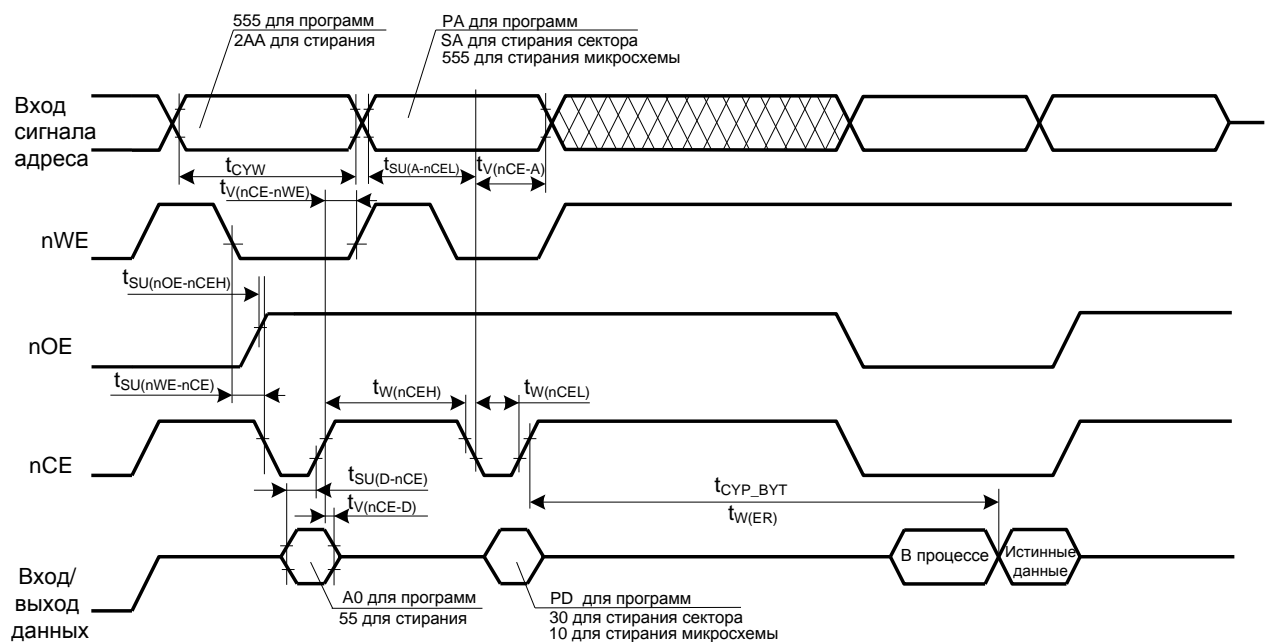 555 для программ
2АА для стирания
PA для программ
SA для стирания сектора
555 для стирания микросхемы
Вход
сигнала
адреса
tCYW
tSU(A-nCEL)
tV(nCE-A)
tV(nCE-nWE)
nWE
tSU(nOE-nCEH)
nOE
tSU(nWE-nCE)
tW(nCEH)
tW(nCEL)
nCE
tSU(D-nCE)
tV(nCE-D)
tCYP_BYT
tW(ER)
В процессе
Истинные
данные
Вход/
выход
данных
A0 для программ
55 для стирания
PD для программ
30 для стирания сектора
10 для стирания микросхемы